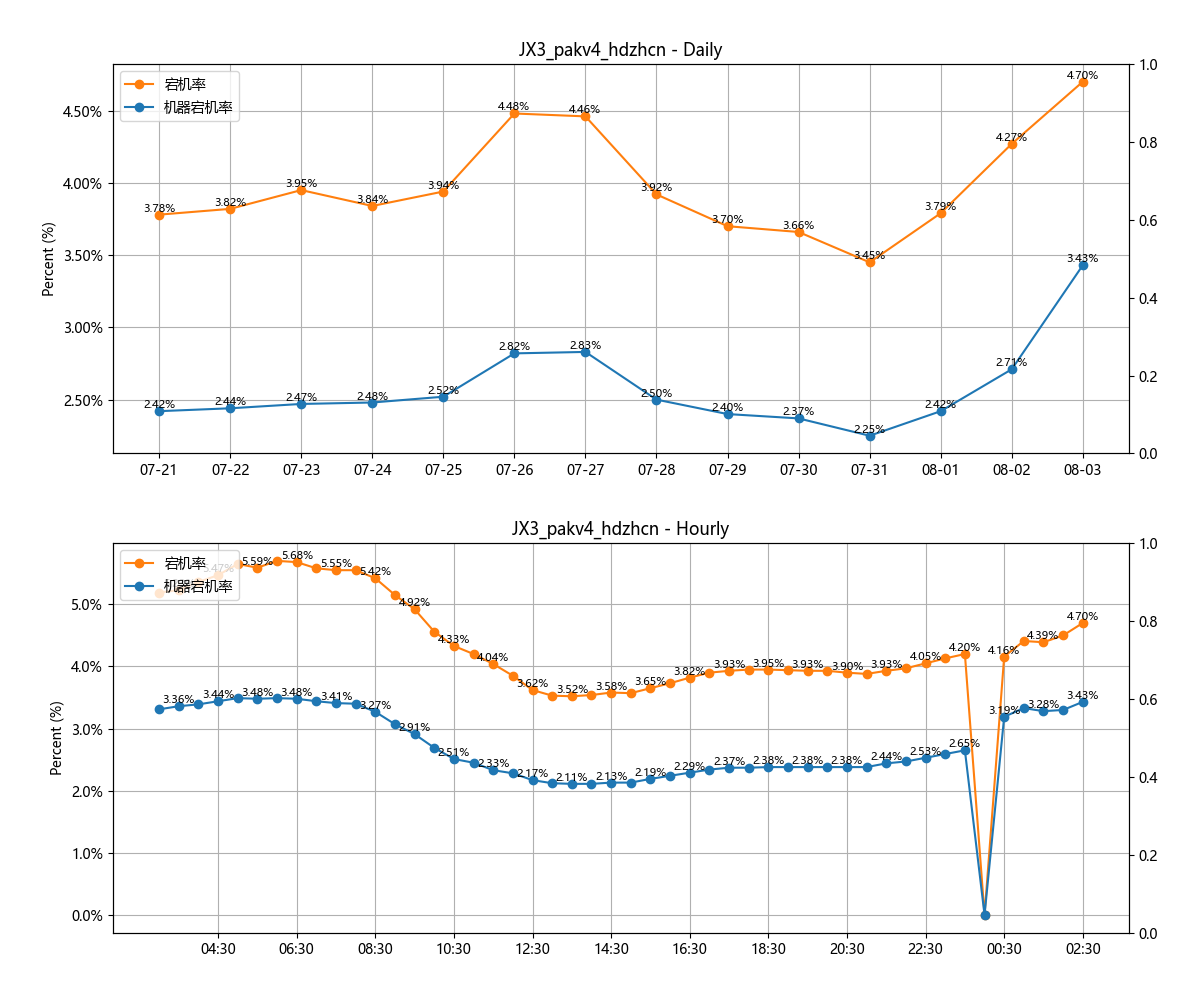 JX3_pakv4_hdzhcn - Daily
宕机率
机器宕机率
Percent (%)
4.50%
4.00%
3.50%
3.00%
2.50%
1.0
0.8
0.6
0.4
0.2
0.0
3.78% 3.82% 3.95% 3.84% 3.94% 4.48% 4.46% 3.92% 3.70% 3.66% 3.45% 3.79% 4.27% 4.70%
2.42% 2.44% 2.47% 2.48% 2.52% 2.82% 2.83% 2.50% 2.40% 2.37% 2.25% 2.42% 2.71% 3.43%
07-21 07-22 07-23 07-24 07-25 07-26 07-27 07-28 07-29 07-30 07-31 08-01 08-02 08-03
JX3_pakv4_hdzhcn - Hourly
宕机率
机器宕机率
Percent (%)
5.0%
4.0%
3.0%
2.0%
1.0%
0.0%
1.0
0.8
0.6
0.4
0.2
0.0
5.47% 5.59% 5.68% 5.55% 5.42% 4.92% 4.33% 4.04% 3.62% 3.52% 3.58% 3.65% 3.82% 3.93% 3.95% 3.93% 3.90% 3.93% 4.05% 4.20% 4.16% 4.39% 4.70%
3.36% 3.44% 3.48% 3.48% 3.41% 3.27% 2.91% 2.51% 2.33% 2.17% 2.11% 2.13% 2.19% 2.29% 2.37% 2.38% 2.38% 2.38% 2.44% 2.53% 2.65% 3.19% 3.28% 3.43%
04:30 06:30 08:30 10:30 12:30 14:30 16:30 18:30 20:30 22:30 00:30 02:30